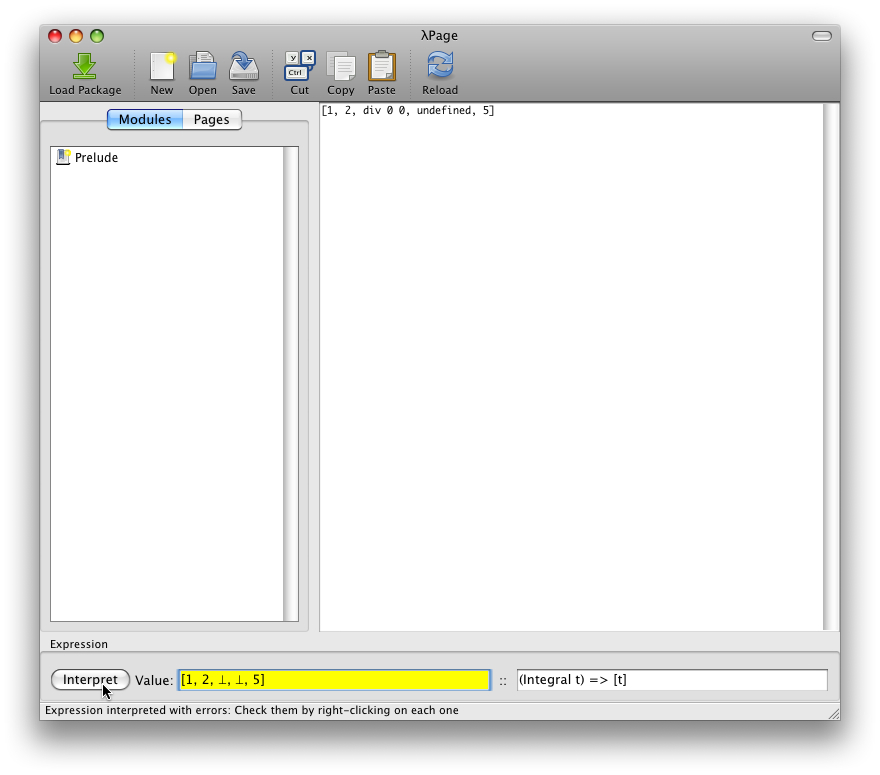 λPage
Load Package New Open Save Cut Copy Paste Reload
y x
Ctrl
Modules Pages
[1, 2, div 0 0, undefined, 5]
Prelude
Expression
Interpret Value: [1, 2, ⊥, ⊥, 5] :: (Integral t) => [t]
Expression interpreted with errors: Check them by right-clicking on each one